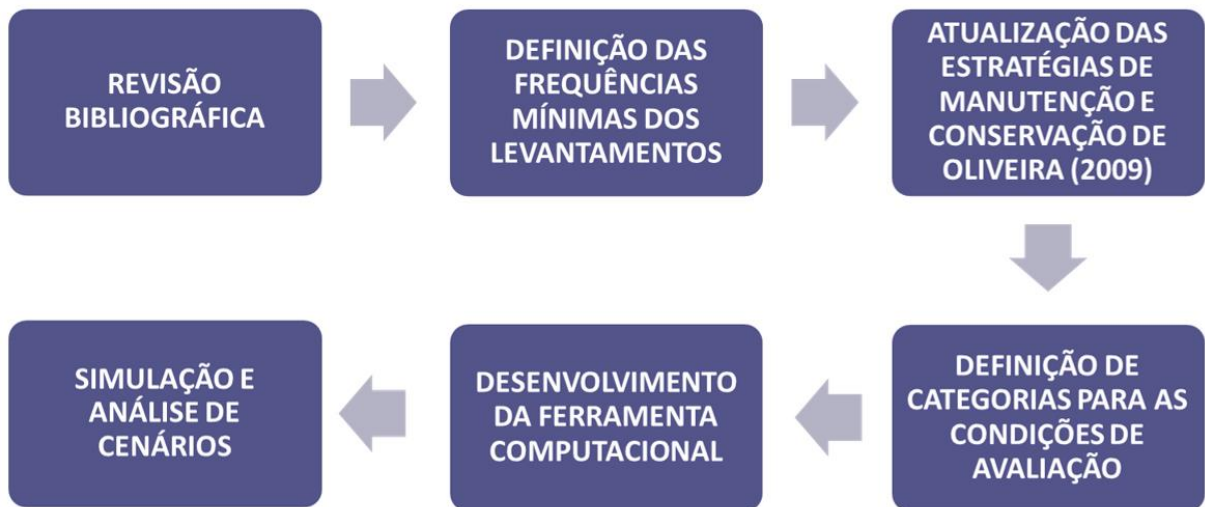 REVISÃO
BIBLIOGRÁFICA
DEFINIÇÃO DAS
FREQUÊNCIAS
MÍNIMAS DOS
LEVANTAMENTOS
ATUALIZAÇÃO DAS
ESTRATÉGIAS DE
MANUTENÇÃO E
CONSERVAÇÃO DE
OLIVEIRA (2009)
DEFINIÇÃO DE
CATEGORIAS PARA AS
CONDIÇÕES DE
AVALIAÇÃO
DESENVOLVIMENTO
DA FERRAMENTA
COMPUTACIONAL
SIMULAÇÃO E
ANÁLISE DE
CENÁRIOS